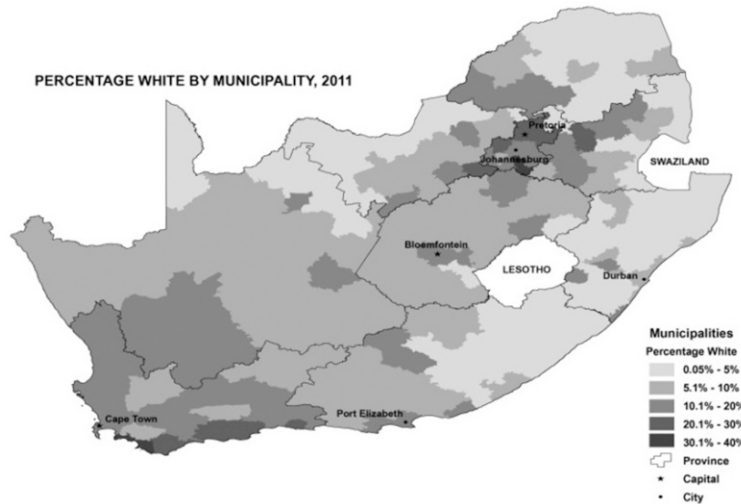 PERCENTAGE WHITE BY MUNICIPALITY, 2011
Pretoria
Johannesburg
SWAZILAND
Bloemfontein
LESOTHO
Durban
Cape Town
Port Elizabeth
Municipalities
Percentage White
0.05% - 5%
5.1% - 10%
10.1% - 20%
20.1% - 30%
30.1% - 40%
Province
Capital
City